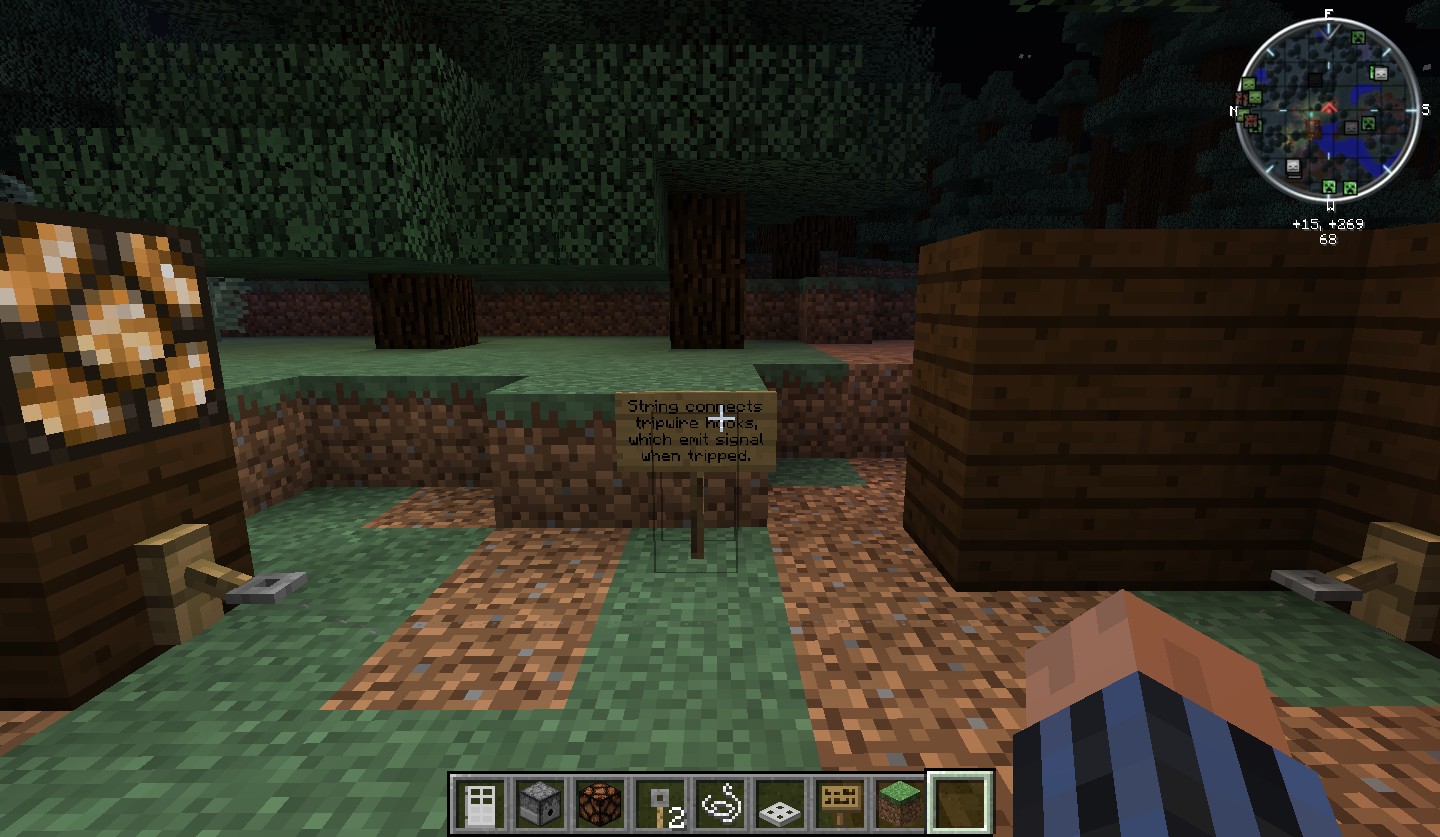 F
N
S
W
+15, +269
68
String connects
tripwire hooks,
which emit signal
when tripped.
2